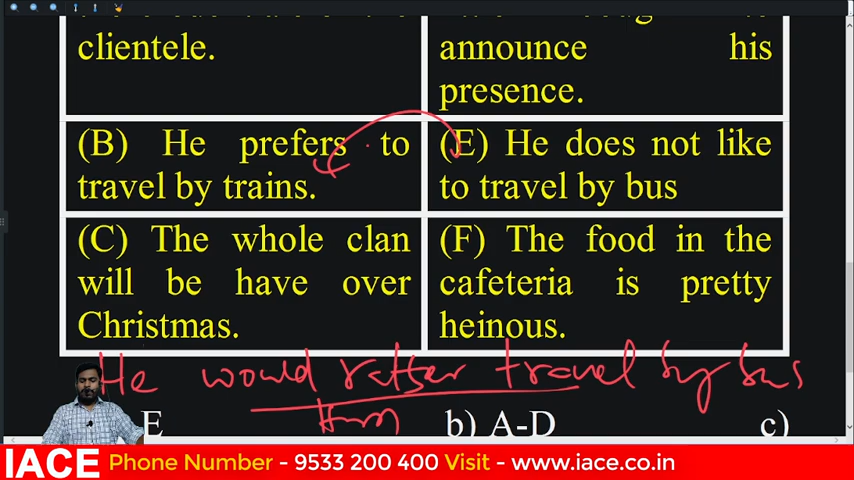 clientele.
announce his
presence.
(B) He prefers to
travel by trains.
(E) He does not like
to travel by bus
(C) The whole clan
will be have over
Christmas.
(F) The food in the
cafeteria is pretty
heinous.
He would rather travel by bus
than
E b) A-D c)
IACE Phone Number - 9533 200 400 Visit - www.iace.co.in